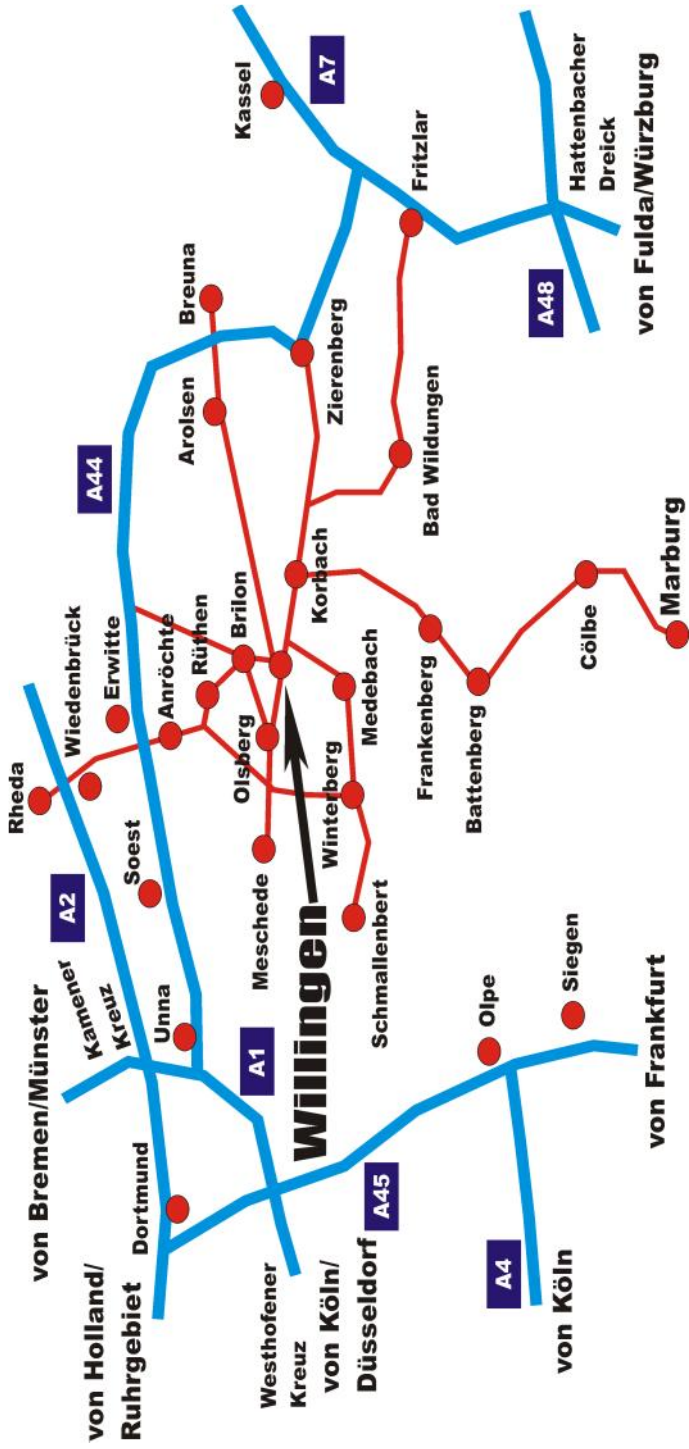 von Bremen/Münster
von Holland/
Ruhrgebiet
Dortmund
Kamener
Kreuz
A2
Rheda
Wiedenbrück
Unna
Soest
Erwitte
Anröchte
Rüthen
A44
A1
Westhofener
Kreuz
von Köln/
Düsseldorf
A45
Meschede
Olsberg
Brilon
Arolsen
Breuna
Kassel
A7
Willingen
Winterberg
Medebach
Korbach
Zierenberg
Schmallenbert
Bad Wildungen
Fritzlar
Frankenberg
Battenberg
Olpe
Siegen
A4
von Köln
von Frankfurt
Cölbe
Marburg
A48
Hattenbacher
Dreick
von Fulda/Würzburg